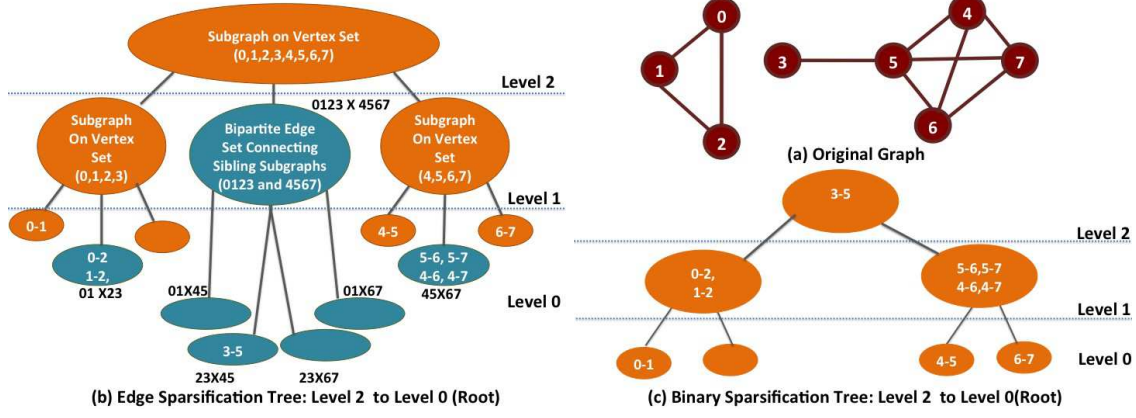 Subgraph on Vertex Set
(0,1,2,3,4,5,6,7)
Level 2
0123 X 4567
Subgraph
On Vertex
Set
(0,1,2,3)
Bipartite Edge
Set Connecting
Sibling Subgraphs
(0123 and 4567)
Subgraph
On Vertex
Set
(4,5,6,7)
Level 1
0-1
0-2
1-2,
01 X23
4-5
6-7
5-6, 5-7
4-6, 4-7
45X67
01X45
01X67
Level 0
3-5
23X45
23X67
(b) Edge Sparsification Tree: Level 2 to Level 0 (Root)
0
1
2
3
4
5
6
7
(a) Original Graph
3-5
Level 2
0-2,
1-2
5-6,5-7
4-6,4-7
Level 1
0-1
4-5
6-7
Level 0
(c) Binary Sparsification Tree: Level 2 to Level 0(Root)